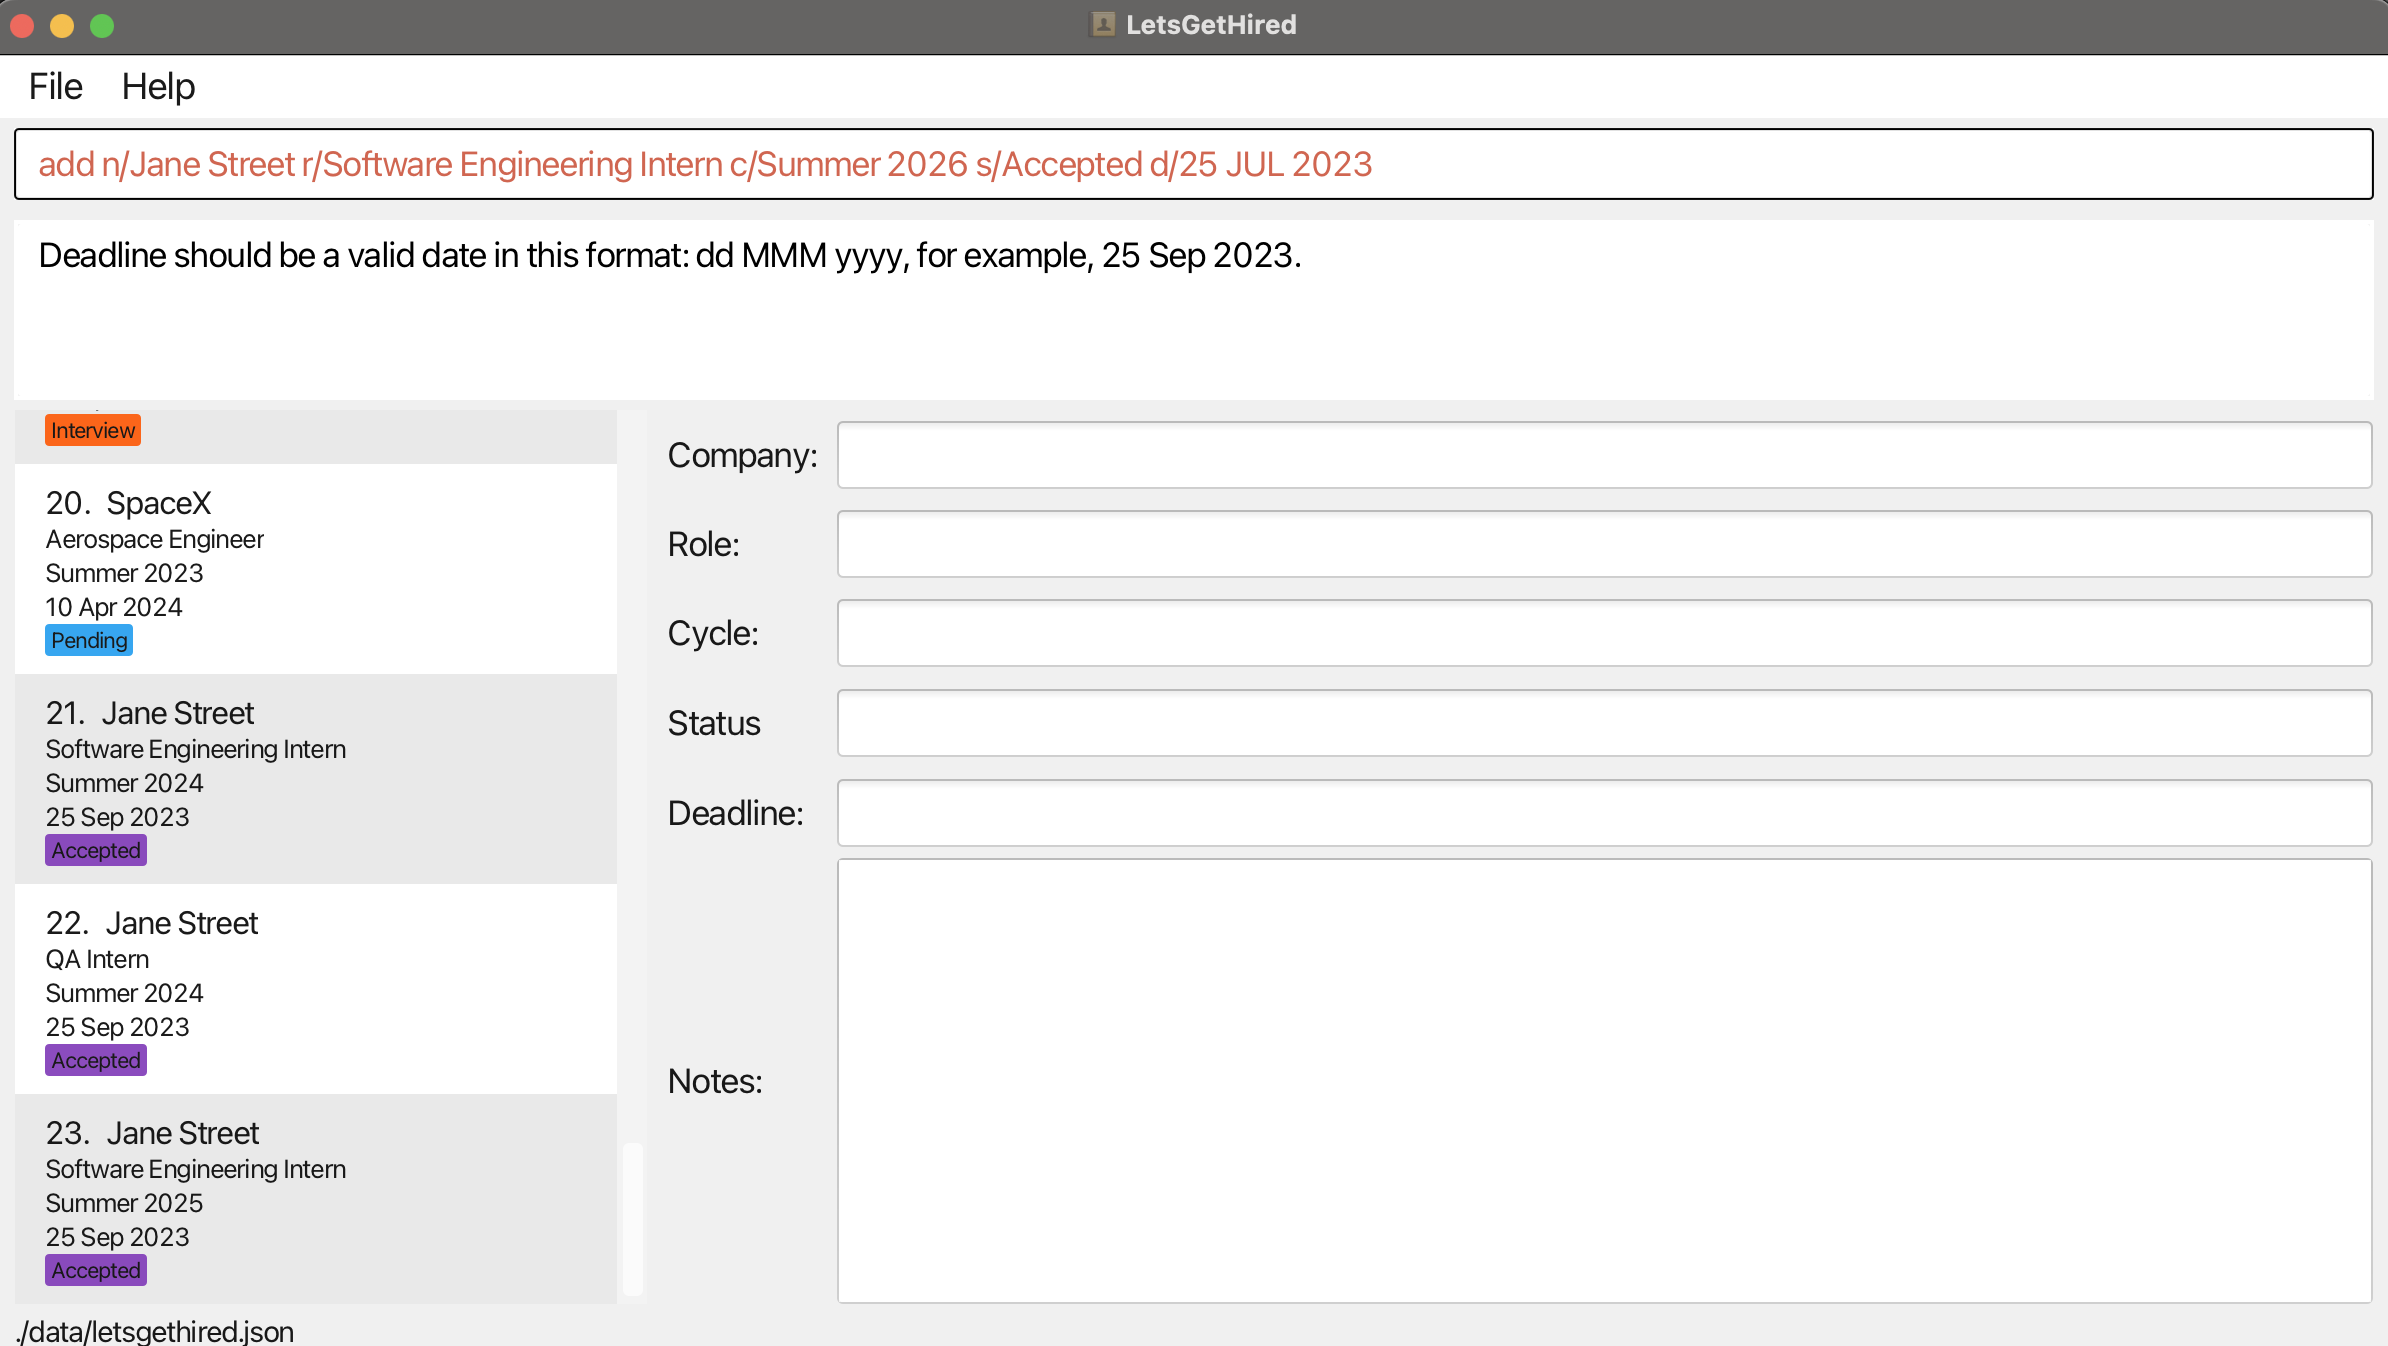 LetsGetHired
File Help
add n/Jane Street r/Software Engineering Intern c/Summer 2026 s/Accepted d/25 JUL 2023
Deadline should be a valid date in this format: dd MMM yyyy, for example, 25 Sep 2023.
Interview
20. SpaceX
Aerospace Engineer
Summer 2023
10 Apr 2024
Pending
21. Jane Street
Software Engineering Intern
Summer 2024
25 Sep 2023
Accepted
22. Jane Street
QA Intern
Summer 2024
25 Sep 2023
Accepted
23. Jane Street
Software Engineering Intern
Summer 2025
25 Sep 2023
Accepted
Company:
Role:
Cycle:
Status
Deadline:
Notes:
./data/letsgethired.json